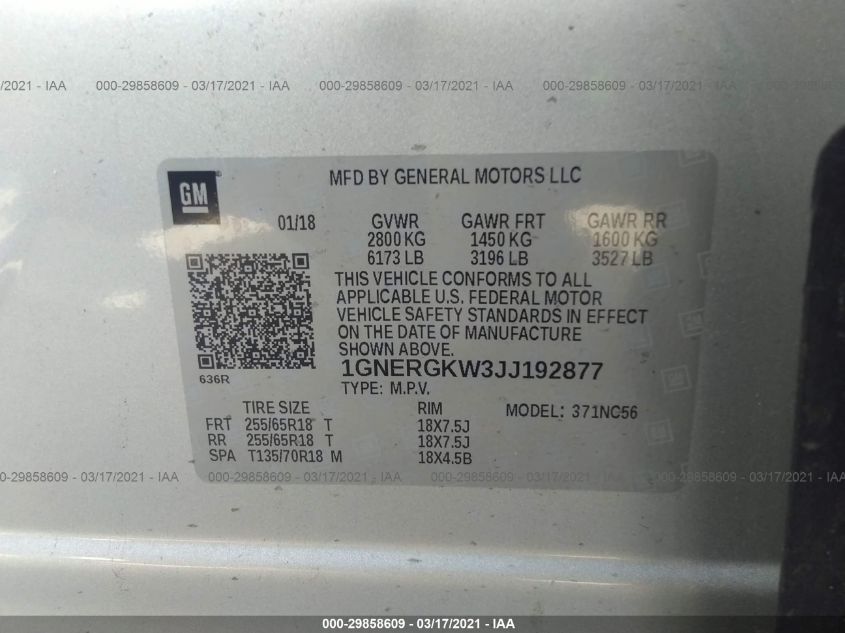 /2021 - IAA 000-29858609 - 03/17/2021 - IAA 000-29858609 - 03/17/2021 - IAA 000-29858609 - 03/17/2021 - IAA
GM
MFD BY GENERAL MOTORS LLC
01/18 GVWR GAWR FRT GAWR RR
2800 KG 1450 KG 1600 KG
6173 LB 3196 LB 3527 LB
THIS VEHICLE CONFORMS TO ALL
APPLICABLE U.S. FEDERAL MOTOR
VEHICLE SAFETY STANDARDS IN EFFECT
ON THE DATE OF MANUFACTURE
SHOWN ABOVE.
1GNERGKW3JJ192877
636R
TYPE: M.P.V.
TIRE SIZE RIM MODEL: 371NC56
FRT 255/65R18 T 18X7.5J
RR 255/65R18 T 18X7.5J
SPA T135/70R18 M 18X4.5B
0-29858609 - 03/17/2021 - IAA 000-29858609 - 03/17/2021 - IAA 000-29858609 - 03/17/2021 - IAA 000-29858609 - 03/17/2021
000-29858609 - 03/17/2021 - IAA